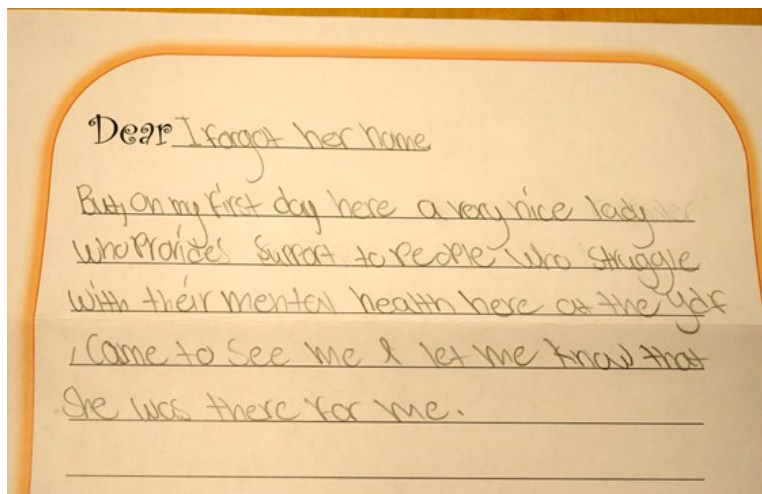 Dear I forgot her name
But, on my first day here a very nice lady
who provides support to people who struggle
with their mental health here at the ydf
, came to see me & let me know that
she was there for me.